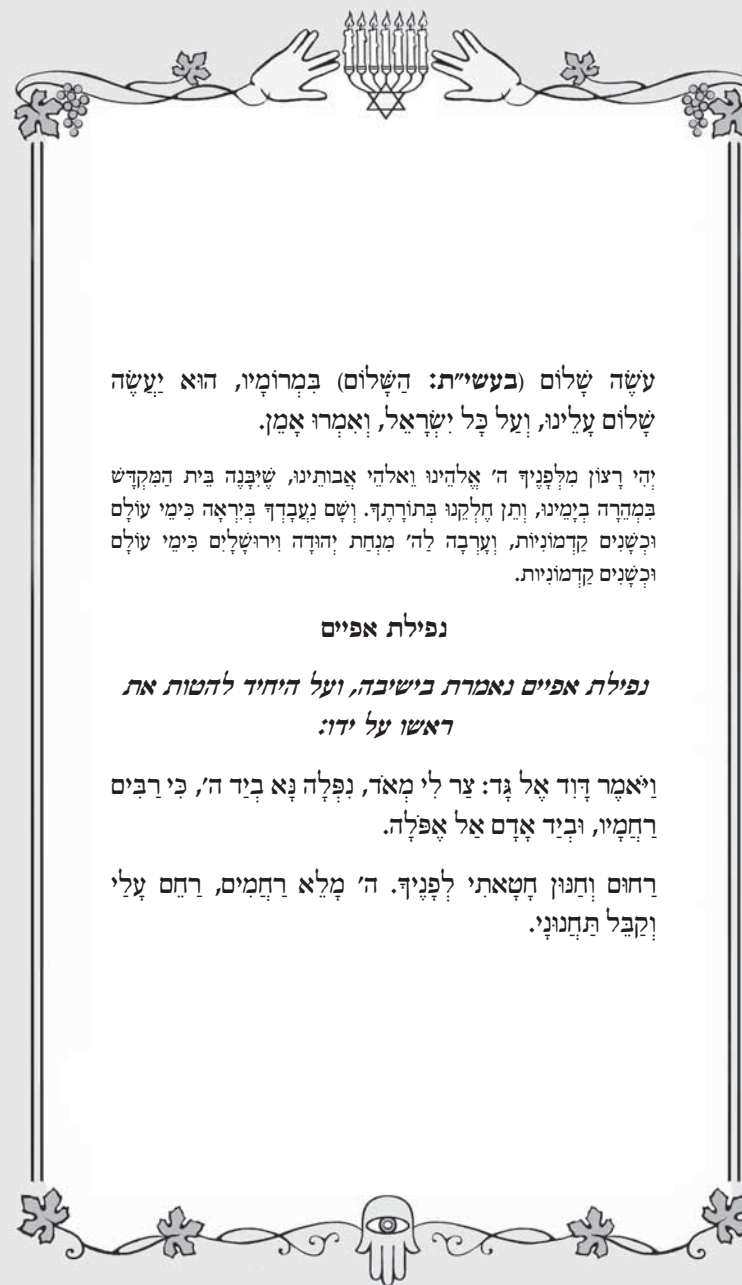 עֹשֶׂה שָׁלוֹם (בעשי״ת: הַשָּׁלוֹם) בִּמְרוֹמָיו, הוּא יַעֲשֶׂה
שָׁלוֹם עָלֵינוּ, וְעַל כָּל יִשְׂרָאֵל, וְאִמְרוּ אָמֵן.
יְהִי רָצוֹן מִלְּפָנֶיךָ ה׳ אֱלֹהֵינוּ וֵאלֹהֵי אֲבוֹתֵינוּ, שֶׁיִּבָּנֶה בֵּית הַמִּקְדָּשׁ
בִּמְהֵרָה בְיָמֵינוּ, וְתֵן חֶלְקֵנוּ בְּתוֹרָתֶךָ. וְשָׁם נַעֲבָדְךָ בְּיִרְאָה כִּימֵי עוֹלָם
וּכְשָׁנִים קַדְמוֹנִיּוֹת, וְעָרְבָה לַה׳ מִנְחַת יְהוּדָה וִירוּשָׁלָיִם כִּימֵי עוֹלָם
וּכְשָׁנִים קַדְמוֹנִיּוֹת.
נפילת אפיים
נפילת אפיים נאמרת בישיבה, ועל היחיד להטות את
ראשו על ידו:
וַיֹּאמֶר דָּוִד אֶל גָּד: צַר לִי מְאֹד, נִפְּלָה נָּא בְיַד ה׳, כִּי רַבִּים
רַחֲמָיו, וּבְיַד אָדָם אַל אֶפֹּלָה.
רַחוּם וְחַנּוּן חָטָאתִי לְפָנֶיךָ. ה׳ מָלֵא רַחֲמִים, רַחֵם עָלַי
וְקַבֵּל תַּחֲנוּנָי.